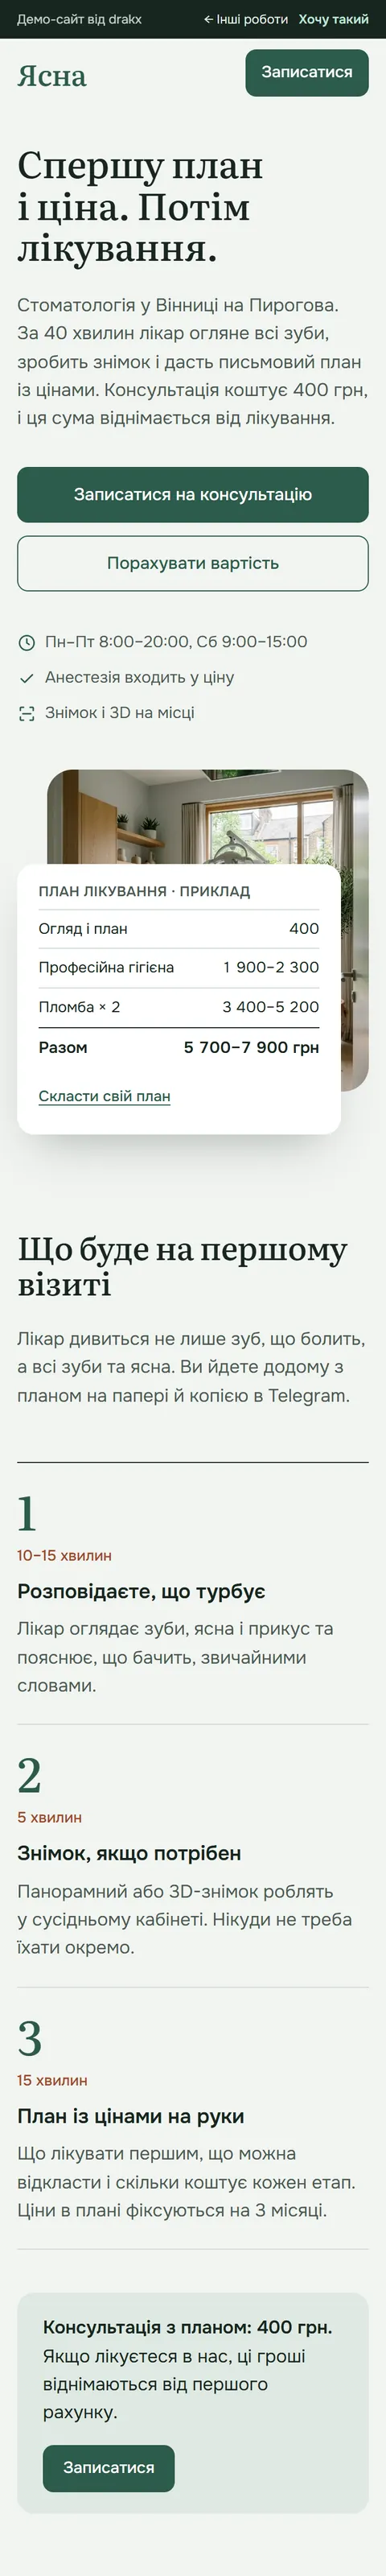 Демо-сайт від drakx
← Інші роботи
Хочу такий
Ясна
Записатися
Спершу план
і ціна. Потім
лікування.
Стоматологія у Вінниці на Пирогова.
За 40 хвилин лікар огляне всі зуби,
зробить знімок і дасть письмовий план
із цінами. Консультація коштує 400 грн,
і ця сума віднімається від лікування.
Записатися на консультацію
Порахувати вартість
Пн–Пт 8:00–20:00, Сб 9:00–15:00
Анестезія входить у ціну
Знімок і 3D на місці
ПЛАН ЛІКУВАННЯ · ПРИКЛАД
Огляд і план 400
Професійна гігієна 1 900–2 300
Пломба × 2 3 400–5 200
Разом 5 700–7 900 грн
Скласти свій план
Що буде на першому
візиті
Лікар дивиться не лише зуб, що болить,
а всі зуби та ясна. Ви йдете додому з
планом на папері й копією в Telegram.
1
10–15 хвилин
Розповідаєте, що турбує
Лікар оглядає зуби, ясна і прикус та
пояснює, що бачить, звичайними
словами.
2
5 хвилин
Знімок, якщо потрібен
Панорамний або 3D-знімок роблять
у сусідньому кабінеті. Нікуди не треба
їхати окремо.
3
15 хвилин
План із цінами на руки
Що лікувати першим, що можна
відкласти і скільки коштує кожен етап.
Ціни в плані фіксуються на 3 місяці.
Консультація з планом: 400 грн.
Якщо лікуєтеся в нас, ці гроші
віднімаються від першого
рахунку.
Записатися